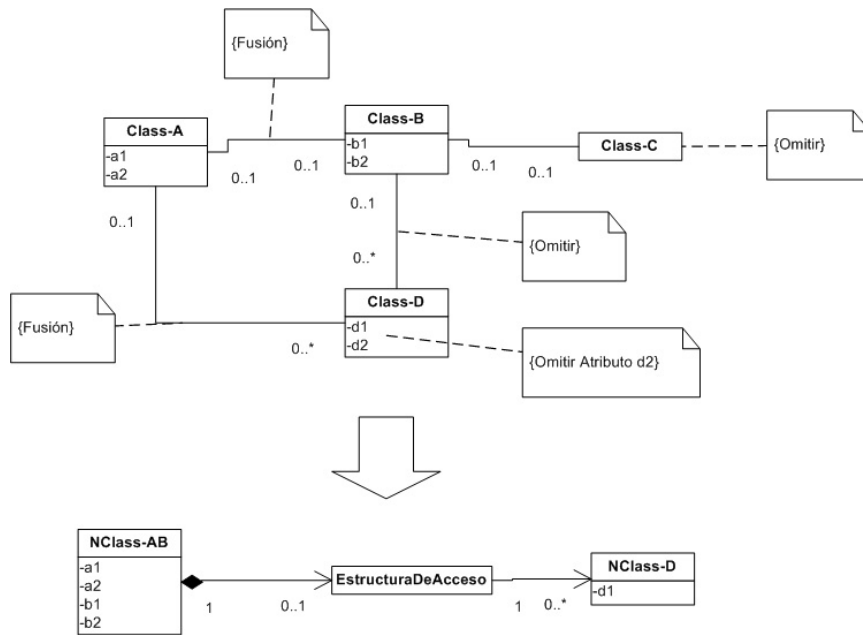 {Fusión}
Class-A
-a1
-a2
Class-B
-b1
-b2
Class-C
{Omitir}
0..1
0..1
0..1
0..1
0..1
0..1
0..*
{Omitir}
{Fusión}
Class-D
-d1
-d2
0..*
{Omitir Atributo d2}
NClass-AB
-a1
-a2
-b1
-b2
EstructuraDeAcceso
NClass-D
-d1
1
0..1
1
0..*